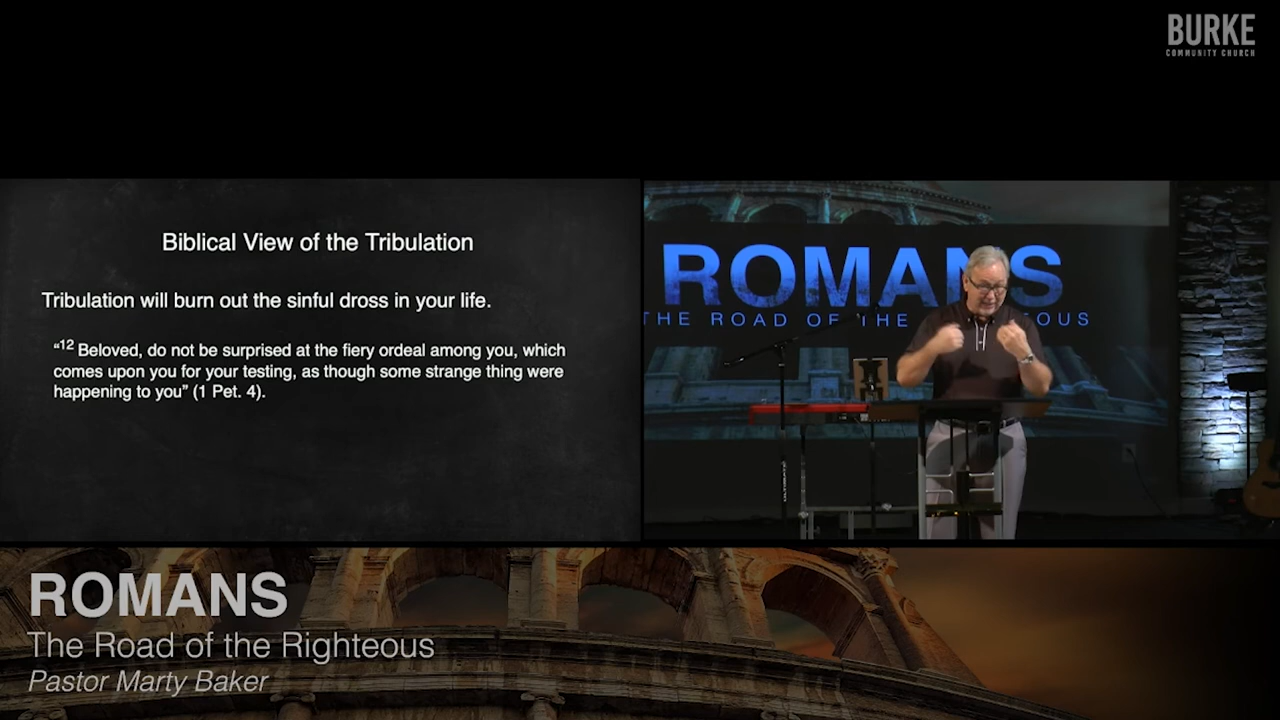 BURKE
COMMUNITY CHURCH
Biblical View of the Tribulation
Tribulation will burn out the sinful dross in your life.
“12 Beloved, do not be surprised at the fiery ordeal among you, which
comes upon you for your testing, as though some strange thing were
happening to you” (1 Pet. 4).
ROMANS
THE ROAD OF THE
ROMANS
The Road of the Righteous
Pastor Marty Baker